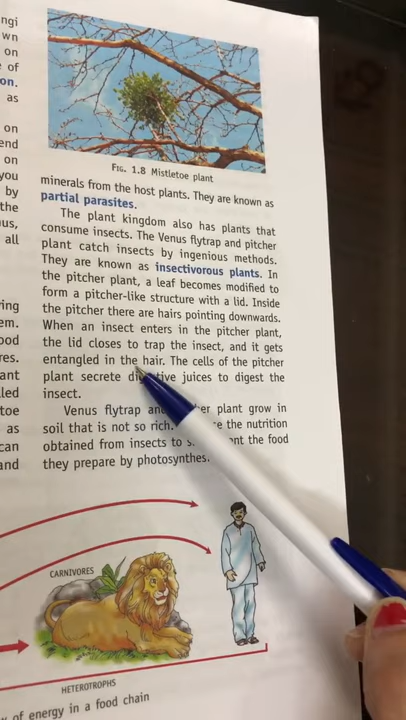 ngi
wn
on
of
on.
as
on
end
on
you
by
the
us,
all
ring
em.
ood
res.
ant
led
toe
as
can
and
FIG. 1.8 Mistletoe plant
minerals from the host plants. They are known as
partial parasites.
The plant kingdom also has plants that
consume insects. The Venus flytrap and pitcher
plant catch insects by ingenious methods.
They are known as insectivorous plants. In
the pitcher plant, a leaf becomes modified to
form a pitcher-like structure with a lid. Inside
the pitcher there are hairs pointing downwards.
When an insect enters in the pitcher plant,
the lid closes to trap the insect, and it gets
entangled in the hair. The cells of the pitcher
plant secrete juices to digest the
insect.
Venus flytrap and plant grow in
soil that is not so rich. the nutrition
obtained from insects to the food
they prepare by photosynthes
CARNIVORES
HETEROTROPHS
of energy in a food chain